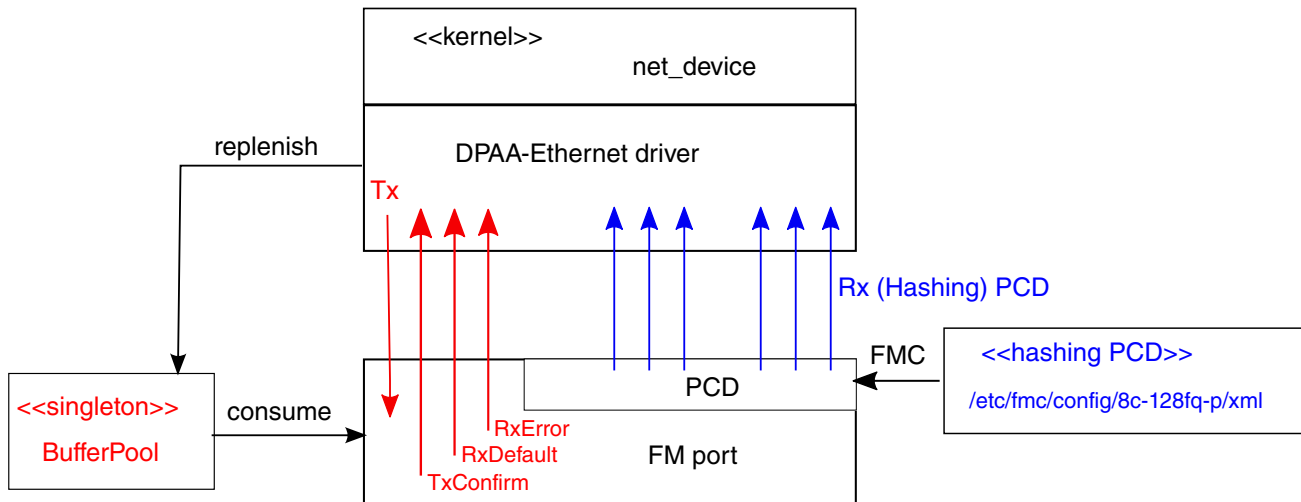 <<kernel>>
net_device
replenish
DPAA-Ethernet driver
Tx
Rx (Hashing) PCD
FMC
<<hashing PCD>>
/etc/fmc/config/8c-128fq-p/xml
PCD
<<singleton>>
BufferPool
consume
RxError
RxDefault
TxConfirm
FM port